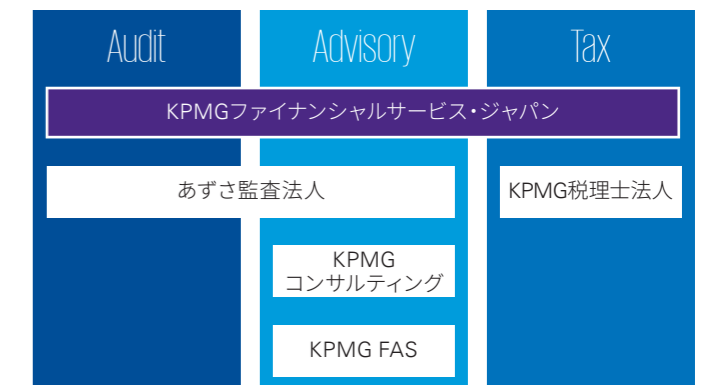 Audit
Advisory
Tax
KPMGファイナンシャルサービス・ジャパン
あずさ監査法人
KPMG税理士法人
KPMG
コンサルティング
KPMG FAS